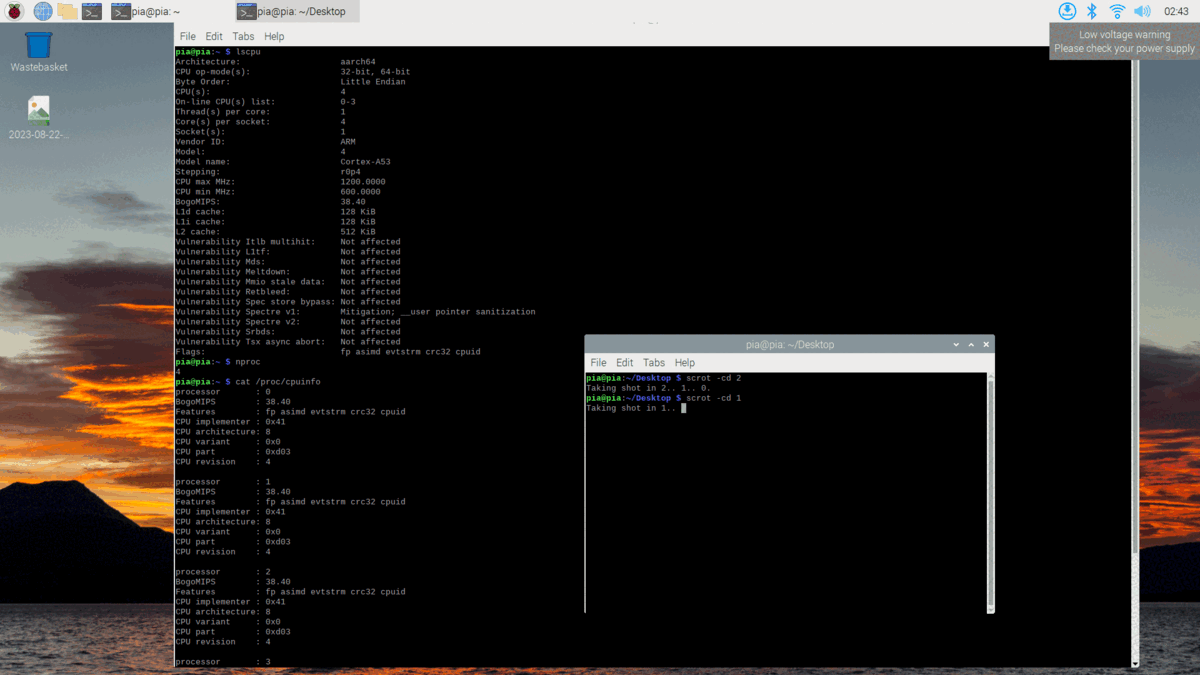 pia@pia: ~
pia@pia: ~/Desktop
02:43
Low voltage warning
Please check your power supply
Wastebasket
2023-08-22-...
File Edit Tabs Help
pia@pia:~ $ lscpu
Architecture: aarch64
CPU op-mode(s): 32-bit, 64-bit
Byte Order: Little Endian
CPU(s): 4
On-line CPU(s) list: 0-3
Thread(s) per core: 1
Core(s) per socket: 4
Socket(s): 1
Vendor ID: ARM
Model: 4
Model name: Cortex-A53
Stepping: r0p4
CPU max MHz: 1200.0000
CPU min MHz: 600.0000
BogoMIPS: 38.40
L1d cache: 128 KiB
L1i cache: 128 KiB
L2 cache: 512 KiB
Vulnerability Itlb multihit: Not affected
Vulnerability L1tf: Not affected
Vulnerability Mds: Not affected
Vulnerability Meltdown: Not affected
Vulnerability Mmio stale data: Not affected
Vulnerability Retbleed: Not affected
Vulnerability Spec store bypass: Not affected
Vulnerability Spectre v1: Mitigation; __user pointer sanitization
Vulnerability Spectre v2: Not affected
Vulnerability Srbds: Not affected
Vulnerability Tsx async abort: Not affected
Flags: fp asimd evtstrm crc32 cpuid
pia@pia:~ $ nproc
4
pia@pia:~ $ cat /proc/cpuinfo
processor : 0
BogoMIPS : 38.40
Features : fp asimd evtstrm crc32 cpuid
CPU implementer : 0x41
CPU architecture: 8
CPU variant : 0x0
CPU part : 0xd03
CPU revision : 4
processor : 1
BogoMIPS : 38.40
Features : fp asimd evtstrm crc32 cpuid
CPU implementer : 0x41
CPU architecture: 8
CPU variant : 0x0
CPU part : 0xd03
CPU revision : 4
processor : 2
BogoMIPS : 38.40
Features : fp asimd evtstrm crc32 cpuid
CPU implementer : 0x41
CPU architecture: 8
CPU variant : 0x0
CPU part : 0xd03
CPU revision : 4
processor : 3
pia@pia: ~/Desktop
File Edit Tabs Help
pia@pia:~/Desktop $ scrot -cd 2
Taking shot in 2.. 1.. 0.
pia@pia:~/Desktop $ scrot -cd 1
Taking shot in 1..